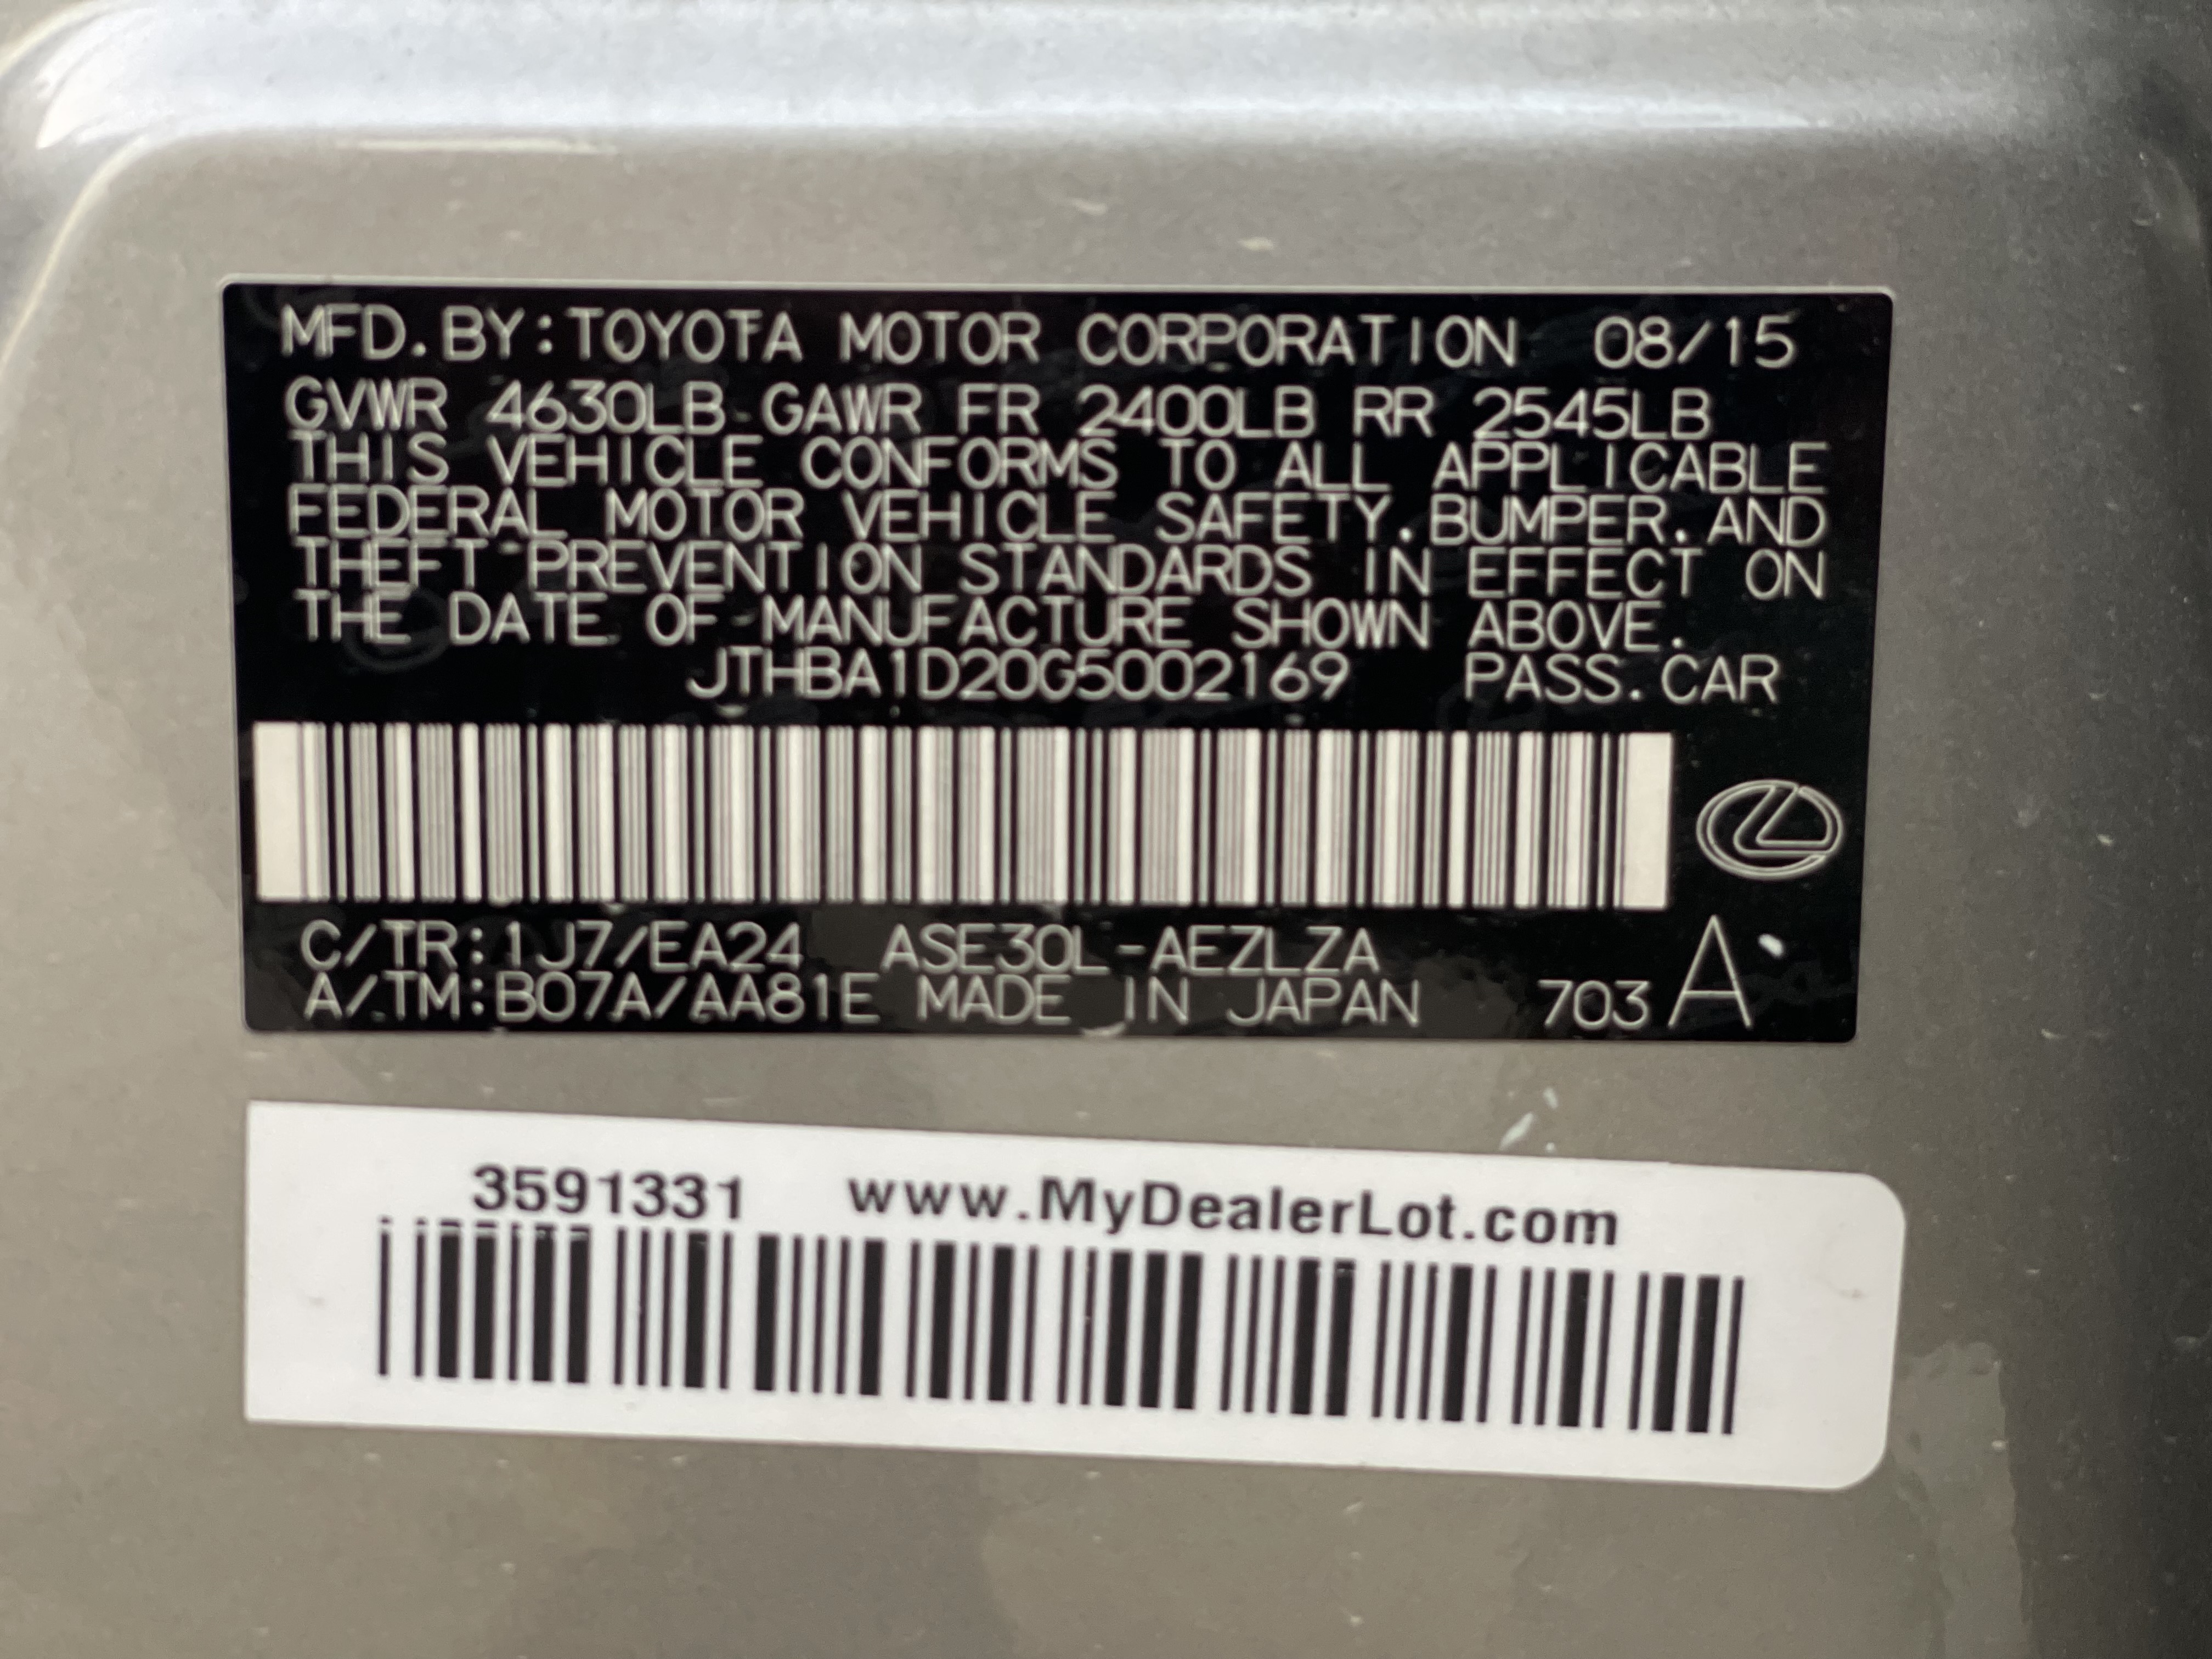 MFD. BY: TOYOTA MOTOR CORPORATION 08/15
GVWR 4630LB GAWR FR 2400LB RR 2545LB
THIS VEHICLE CONFORMS TO ALL APPLICABLE
FEDERAL MOTOR VEHICLE SAFETY, BUMPER, AND
THEFT PREVENTION STANDARDS IN EFFECT ON
THE DATE OF MANUFACTURE SHOWN ABOVE.
JTHBA1D20G5002169 PASS. CAR
C/TR: 1J7/EA24 ASE30L-AEZLZA
A/TM: B07A/AA81E MADE IN JAPAN 703 A
3591331 www.MyDealerLot.com